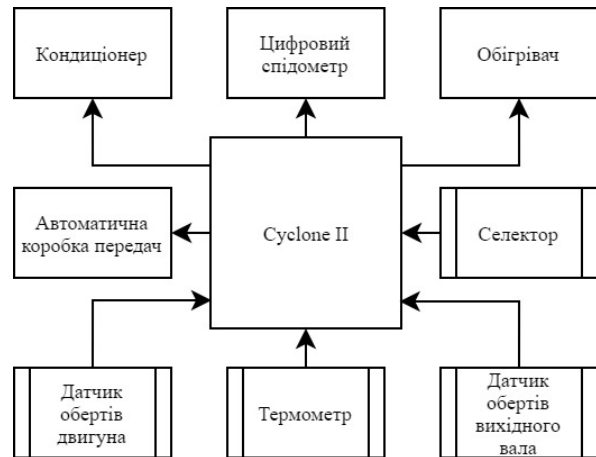 Кондиціонер
Цифровий
спідометр
Обігрівач
Автоматична
коробка передач
Cyclone II
Селектор
Датчик
обертів
двигуна
Термометр
Датчик
обертів
вихідного
вала